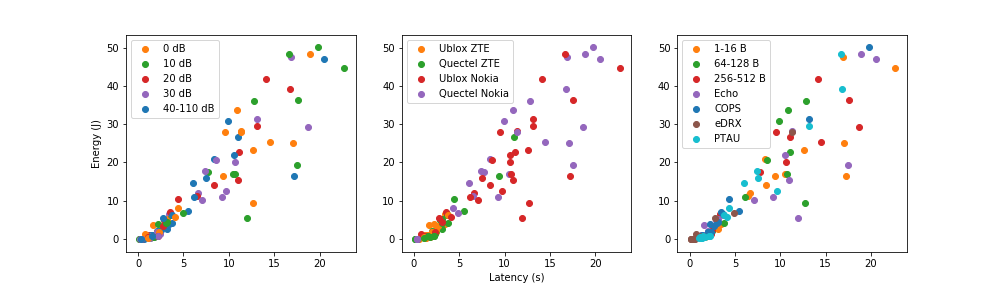 0 dB
10 dB
20 dB
30 dB
40-110 dB
Energy (J)
50
40
30
20
10
0
0 5 10 15 20
Ublox ZTE
Quectel ZTE
Ublox Nokia
Quectel Nokia
50
40
30
20
10
0
0 5 10 15 20
Latency (s)
1-16 B
64-128 B
256-512 B
Echo
COPS
eDRX
PTAU
50
40
30
20
10
0
0 5 10 15 20